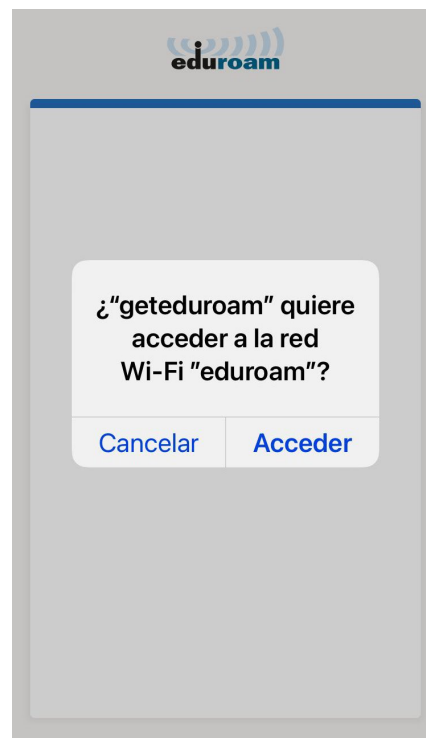 eduroam
¿“geteduroam” quiere
acceder a la red
Wi-Fi ”eduroam”?
Cancelar
Acceder